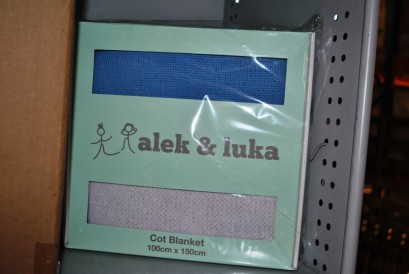 alek & luka
Cot Blanket
100cm x 150cm